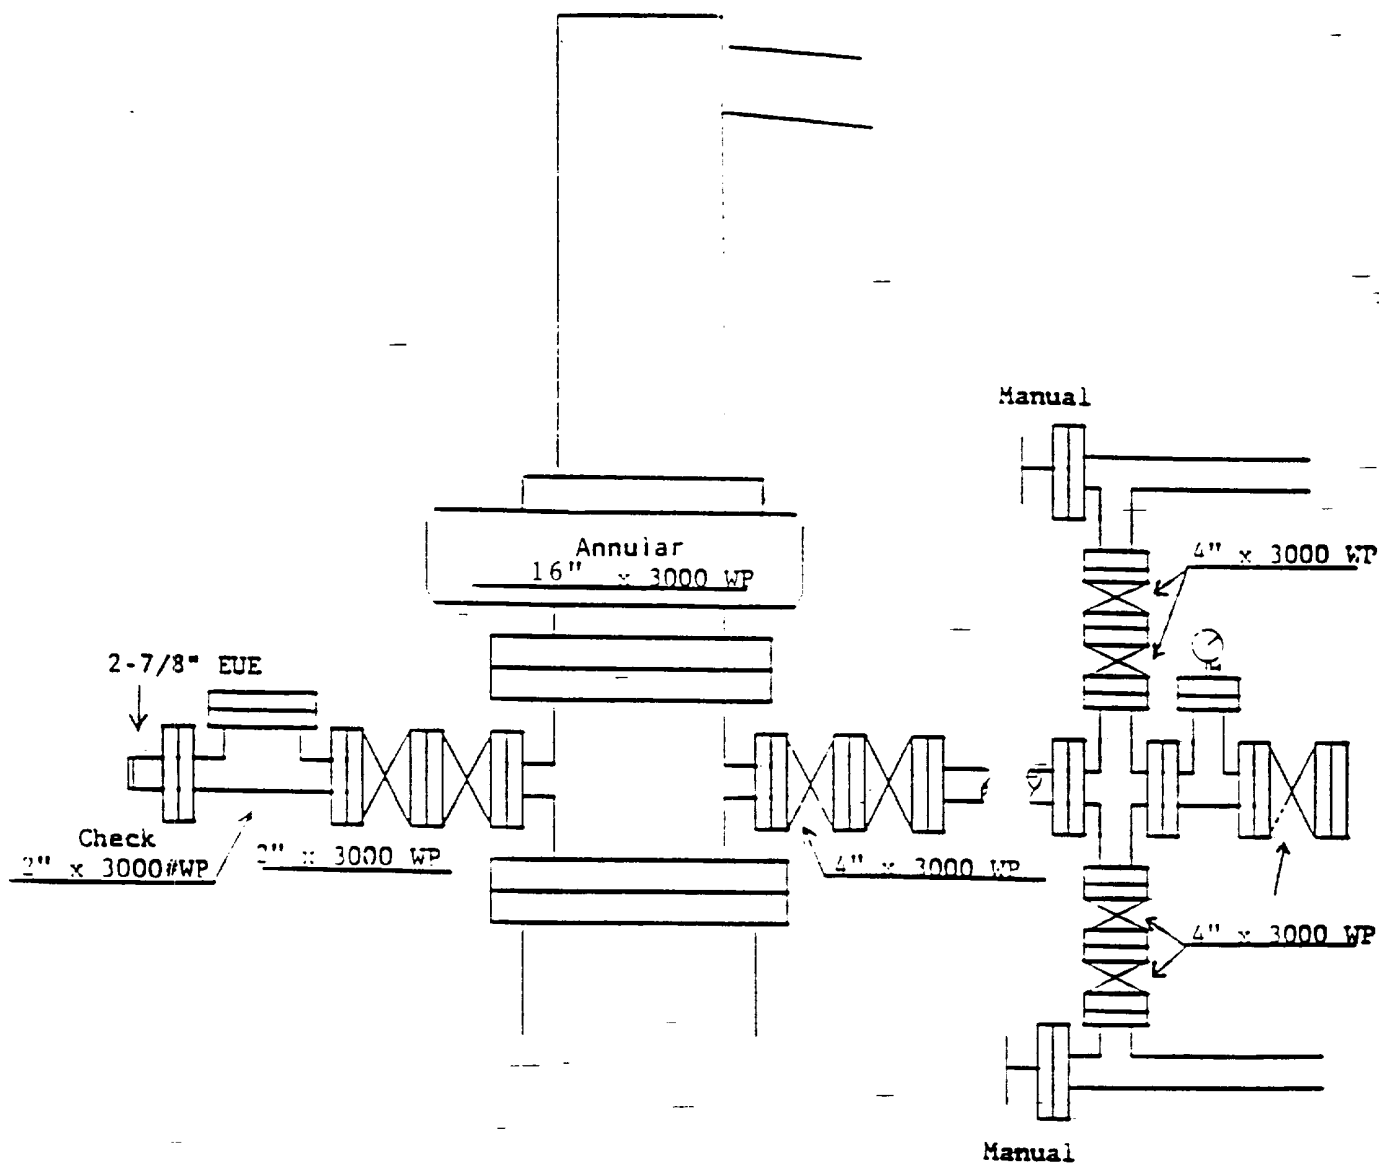 Manual
Annular
16" x 3000 WP
4" x 3000 WP
2-7/8" EUE
Check
2" x 3000#WP
2" x 3000 WP
4" x 3000 WP
4" x 3000 WP
Manual